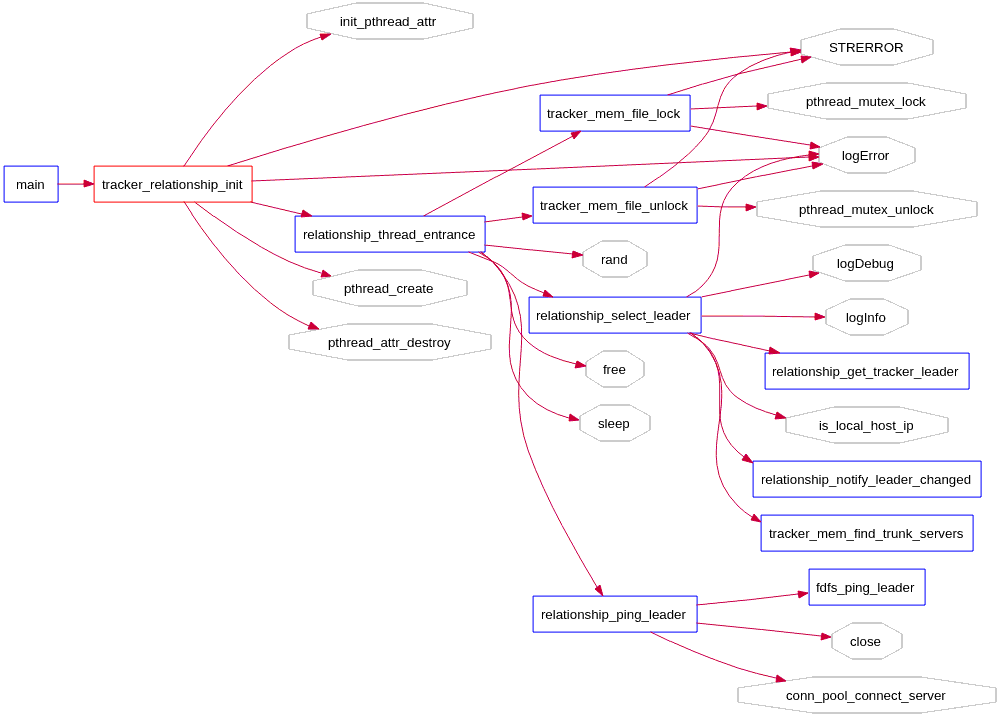 init_pthread_attr
STRERROR
pthread_mutex_lock
tracker_mem_file_lock
logError
main
tracker_relationship_init
tracker_mem_file_unlock
pthread_mutex_unlock
relationship_thread_entrance
rand
logDebug
pthread_create
relationship_select_leader
logInfo
pthread_attr_destroy
free
relationship_get_tracker_leader
sleep
is_local_host_ip
relationship_notify_leader_changed
tracker_mem_find_trunk_servers
fdfs_ping_leader
relationship_ping_leader
close
conn_pool_connect_server